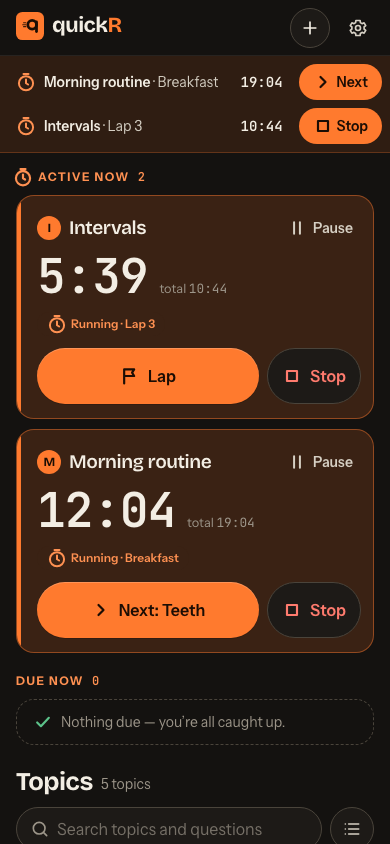 quickR
Morning routine · Breakfast 19:04 Next
Intervals · Lap 3 10:44 Stop
ACTIVE NOW 2
I Intervals Pause
5:39 total 10:44
Running · Lap 3
Lap Stop
M Morning routine Pause
12:04 total 19:04
Running · Breakfast
Next: Teeth Stop
DUE NOW 0
Nothing due — you're all caught up.
Topics 5 topics
Search topics and questions